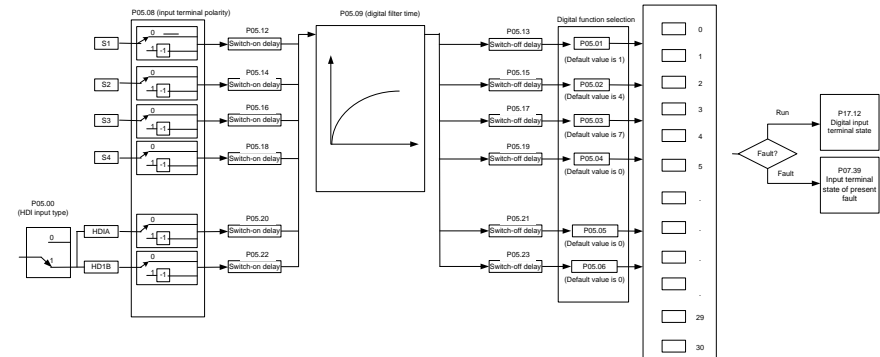 P05.08 (input terminal polarity)
P05.12
P05.09 (digital filter time)
P05.13
Digital function selection
0
S1
0
1
-1
Switch-on delay
Switch-off delay
P05.01
(Default value is 1)
1
P05.14
P05.15
S2
0
1
-1
Switch-on delay
Switch-off delay
P05.02
(Default value is 4)
2
P05.16
P05.17
3
S3
0
1
-1
Switch-on delay
Switch-off delay
P05.03
(Default value is 7)
4
P05.18
P05.19
S4
0
1
-1
Switch-on delay
Switch-off delay
P05.04
(Default value is 0)
5
Run
P17.12
Digital input
terminal state
Fault?
Fault
P07.39
Input terminal
state of present
fault
.
P05.00
(HDI input type)
0
1
P05.20
P05.21
HDIA
0
1
-1
Switch-on delay
Switch-off delay
P05.05
(Default value is 0)
.
P05.22
P05.23
HD1B
0
1
-1
Switch-on delay
Switch-off delay
P05.06
(Default value is 0)
.
.
29
30